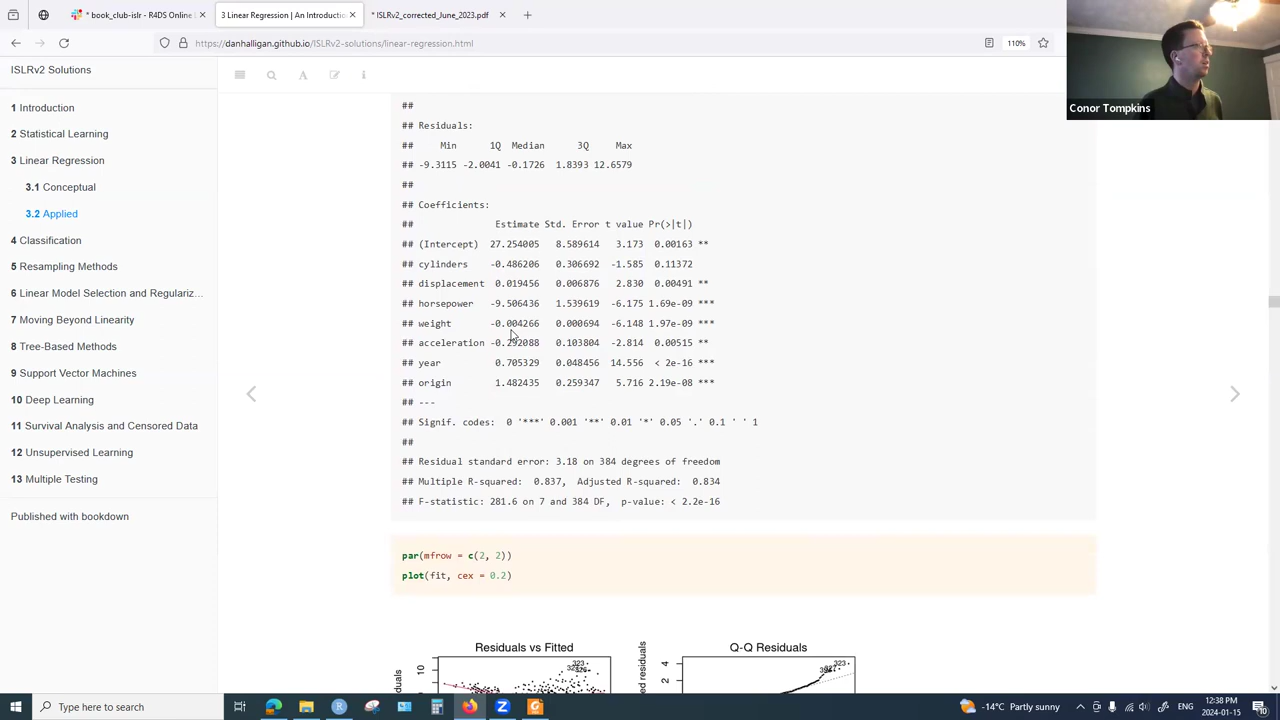 * book_club-islr - R4DS Online
3 Linear Regression | An Introductio
* ISLRv2_corrected_June_2023.pdf
https://danhalligan.github.io/ISLRv2-solutions/linear-regression.html
110%
Conor Tompkins
ISLRv2 Solutions
1 Introduction
2 Statistical Learning
3 Linear Regression
3.1 Conceptual
3.2 Applied
4 Classification
5 Resampling Methods
6 Linear Model Selection and Regulariz...
7 Moving Beyond Linearity
8 Tree-Based Methods
9 Support Vector Machines
10 Deep Learning
11 Survival Analysis and Censored Data
12 Unsupervised Learning
13 Multiple Testing
Published with bookdown
##
## Residuals:
## Min 1Q Median 3Q Max
## -9.3115 -2.0041 -0.1726 1.8393 12.6579
##
## Coefficients:
## Estimate Std. Error t value Pr(>|t|)
## (Intercept) 27.254005 8.589614 3.173 0.00163 **
## cylinders -0.486206 0.306692 -1.585 0.11372
## displacement 0.019456 0.006876 2.830 0.00491 **
## horsepower -9.506436 1.539619 -6.175 1.69e-09 ***
## weight -0.004266 0.000694 -6.148 1.97e-09 ***
## acceleration -0.292088 0.103804 -2.814 0.00515 **
## year 0.705329 0.048456 14.556 < 2e-16 ***
## origin 1.482435 0.259347 5.716 2.19e-08 ***
## ---
## Signif. codes: 0 '***' 0.001 '**' 0.01 '*' 0.05 '.' 0.1 ' ' 1
##
## Residual standard error: 3.18 on 384 degrees of freedom
## Multiple R-squared: 0.837, Adjusted R-squared: 0.834
## F-statistic: 281.6 on 7 and 384 DF, p-value: < 2.2e-16
par(mfrow = c(2, 2))
plot(fit, cex = 0.2)
Residuals vs Fitted
10
323
Q-Q Residuals
4
2
323
Type here to search
-14°C Partly sunny
ENG
12:38 PM
2024-01-15
10